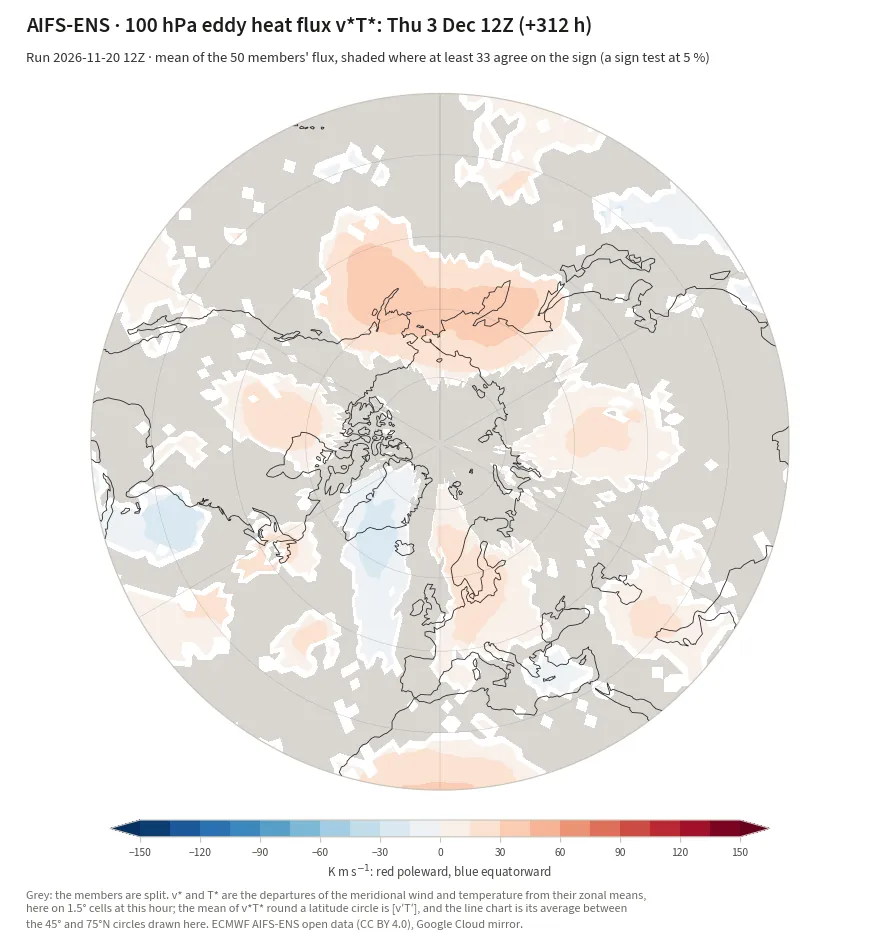 AIFS-ENS · 100 hPa eddy heat flux v*T*: Thu 3 Dec 12Z (+312 h)
Run 2026-11-20 12Z · mean of the 50 members' flux, shaded where at least 33 agree on the sign (a sign test at 5 %)
−150 −120 −90 −60 −30 0 30 60 90 120 150
K m s⁻¹: red poleward, blue equatorward
Grey: the members are split. v* and T* are the departures of the meridional wind and temperature from their zonal means,
here on 1.5° cells at this hour; the mean of v*T* round a latitude circle is [v'T'], and the line chart is its average between
the 45° and 75°N circles drawn here. ECMWF AIFS-ENS open data (CC BY 4.0), Google Cloud mirror.